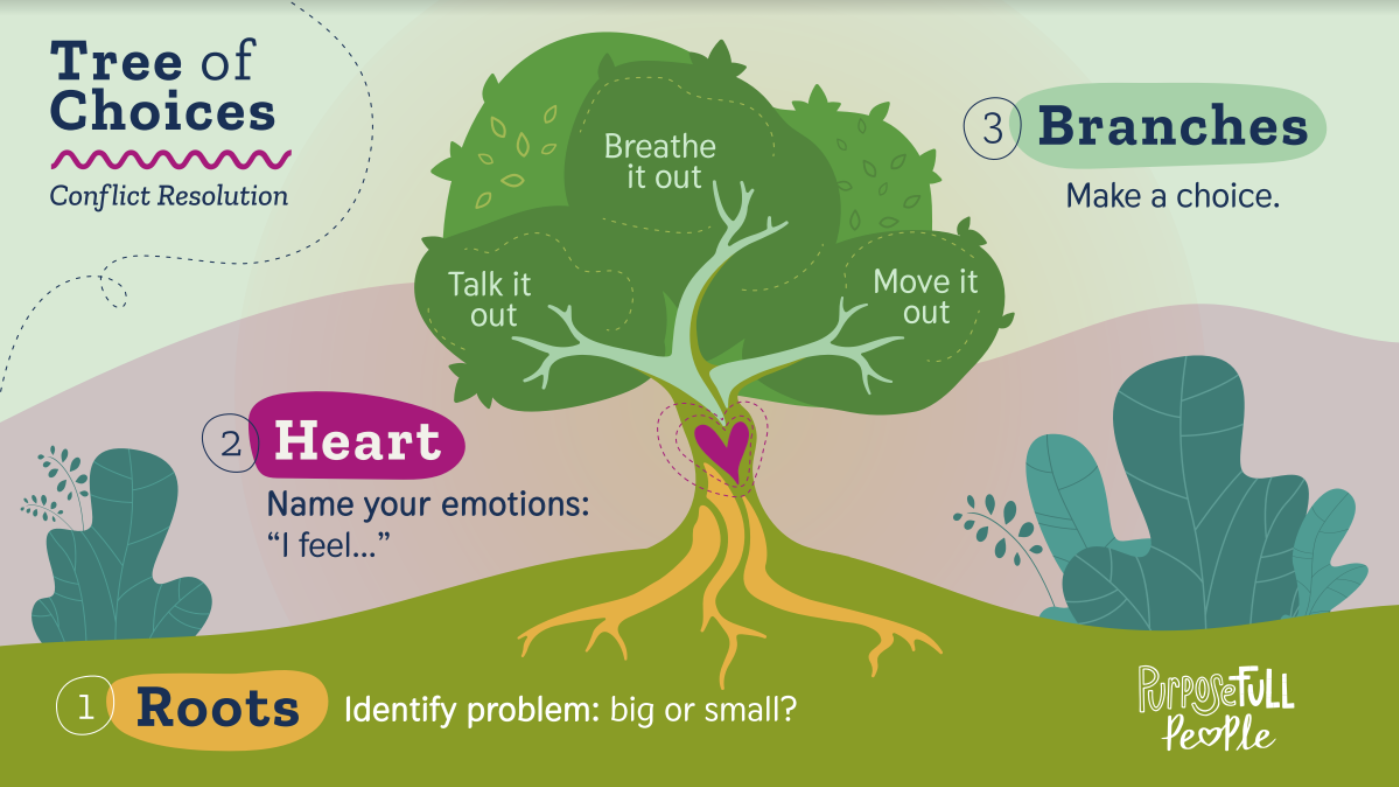 Tree of
Choices
Conflict Resolution
Breathe
it out
Talk it
out
Move it
out
3 Branches
Make a choice.
2 Heart
Name your emotions:
“I feel...”
1 Roots Identify problem: big or small?
PurposeFuLL
PeoPle